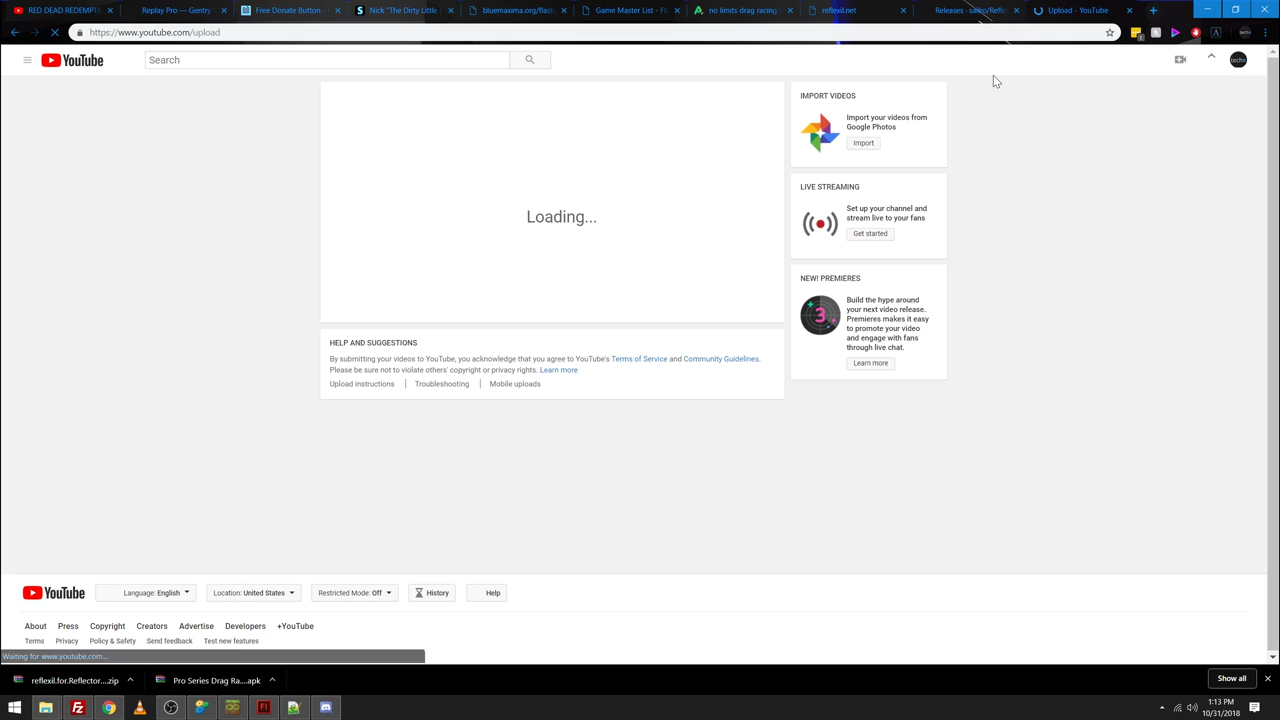 RED DEAD REDEMPTI
Replay Pro — Gentry
Free Donate Button -
Nick "The Dirty Little
bluemaxima.org/flash
Game Master List - Fl
no limits drag racing
reflexil.net
Releases - sailro/Refle
Upload - YouTube
https://www.youtube.com/upload
YouTube
Search
techix
IMPORT VIDEOS
Import your videos from
Google Photos
Import
LIVE STREAMING
Set up your channel and
stream live to your fans
Get started
Loading...
NEW! PREMIERES
Build the hype around
your next video release.
Premieres makes it easy
to promote your video
and engage with fans
through live chat.
Learn more
HELP AND SUGGESTIONS
By submitting your videos to YouTube, you acknowledge that you agree to YouTube's Terms of Service and Community Guidelines.
Please be sure not to violate others' copyright or privacy rights. Learn more
Upload instructions
Troubleshooting
Mobile uploads
YouTube
Language: English
Location: United States
Restricted Mode: Off
History
Help
About
Press
Copyright
Creators
Advertise
Developers
+YouTube
Terms
Privacy
Policy & Safety
Send feedback
Test new features
Waiting for www.youtube.com...
reflexil.for.Reflector....zip
Pro Series Drag Ra....apk
Show all
1:13 PM
10/31/2018